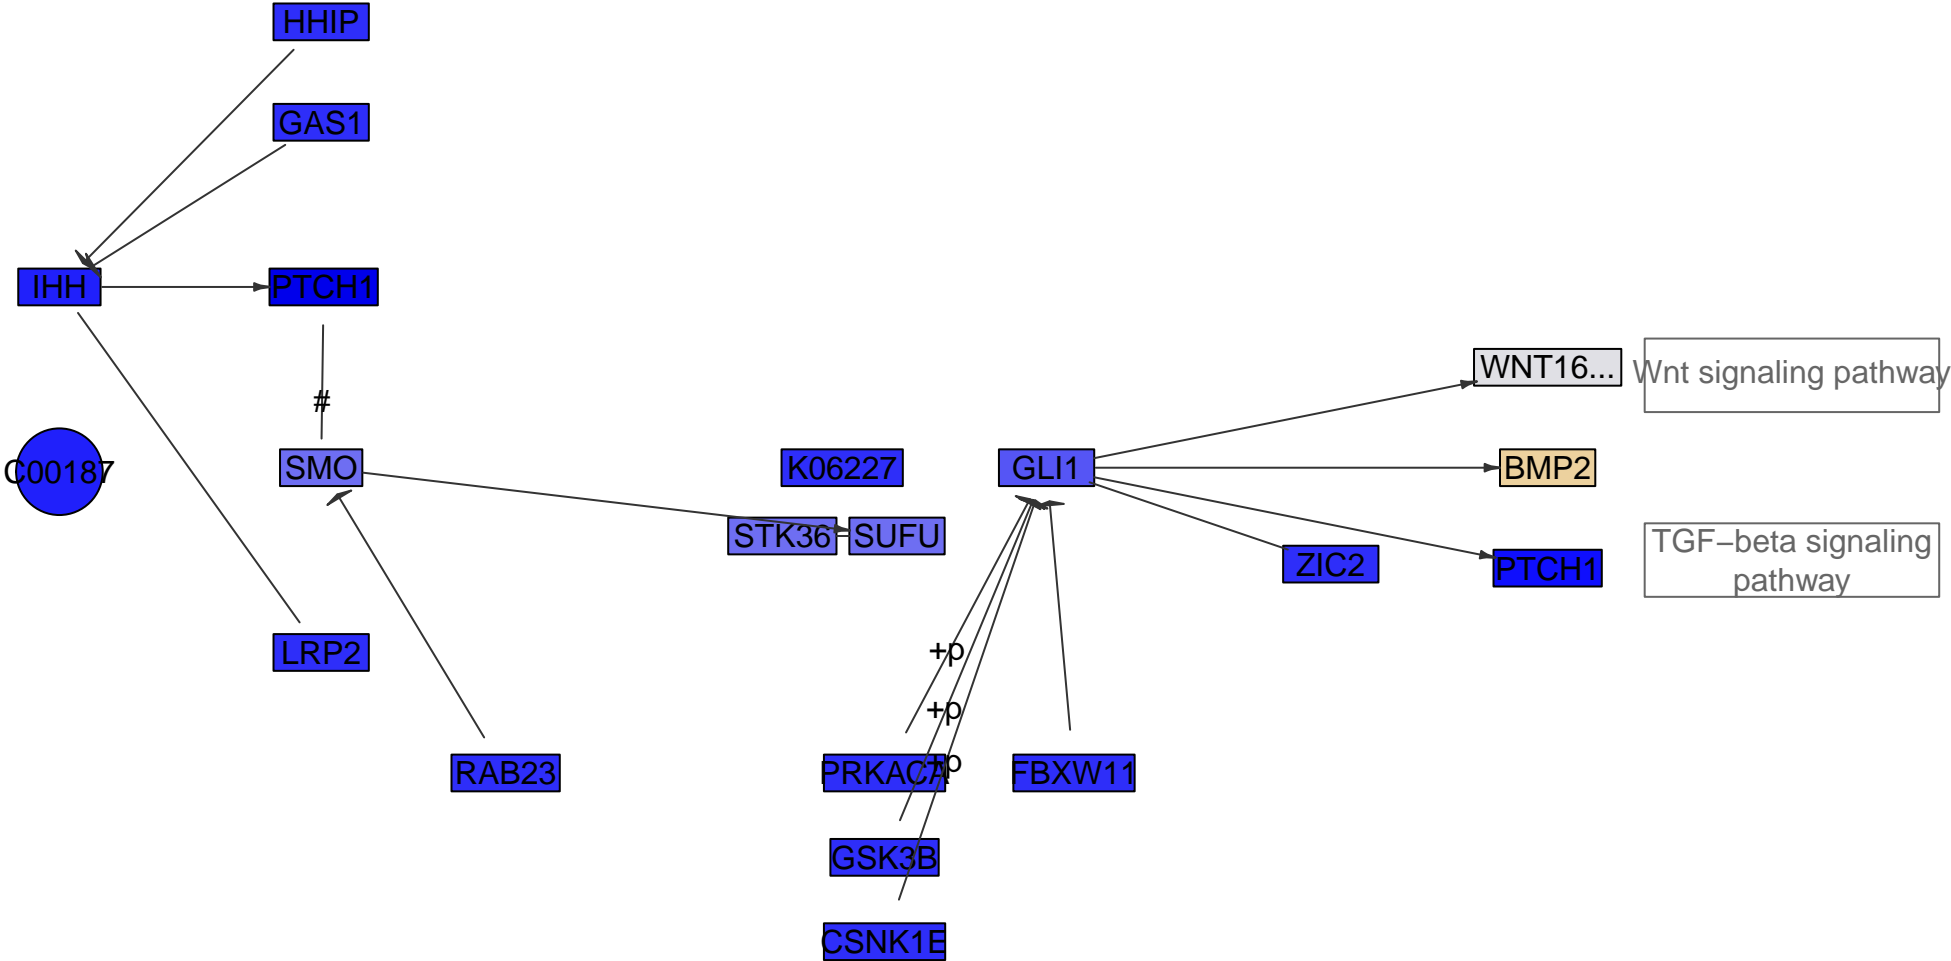 HHIP
GAS1
IHH
PTCH1
#
WNT16...
Wnt signaling pathway
C00187
SMO
K06227
GLI1
BMP2
STK36
SUFU
ZIC2
PTCH1
TGF−beta signaling
pathway
LRP2
+p
+p
+p
RAB23
PRKACA
FBXW11
GSK3B
CSNK1E